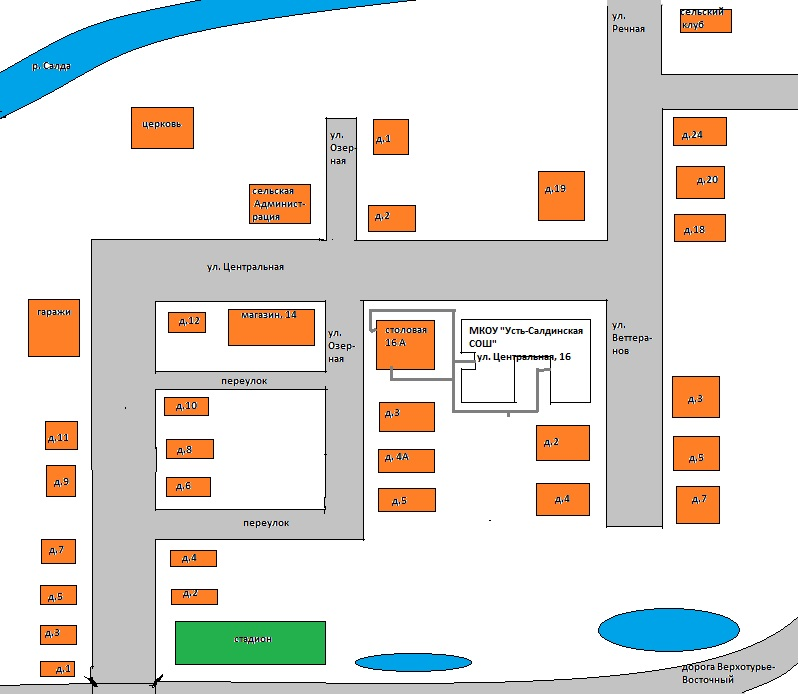 ул.
Речная
сельский
клуб
р. Салда
церковь
ул.
Озер-
ная
д.1
д.24
д.20
д.19
сельская
Админист-
рация
д.2
д.18
ул. Центральная
гаражи
д.12
магазин, 14
ул.
Озер-
ная
столовая
16 А
МКОУ "Усть-Салдинская
СОШ"
ул. Центральная, 16
ул.
Веттера-
нов
переулок
д.10
д.3
д.3
д.11
д.8
д. 4А
д.2
д.5
д.9
д.6
д.5
д.4
д.7
переулок
д.7
д.4
д.5
д.2
д.3
стадион
д.1
дорога Верхотурье-
Восточный